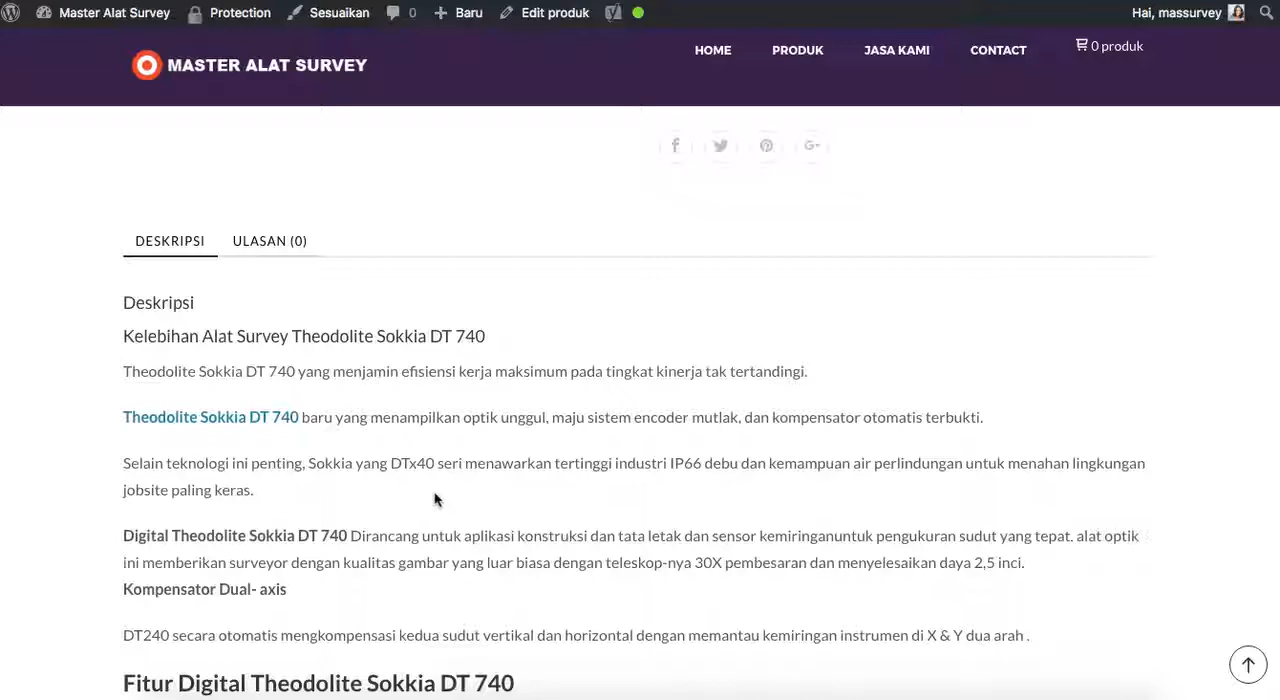 Master Alat Survey Protection Sesuaikan 0 Baru Edit produk Hai, massurvey
MASTER ALAT SURVEY HOME PRODUK JASA KAMI CONTACT 0 produk
DESKRIPSI ULASAN (0)
Deskripsi
Kelebihan Alat Survey Theodolite Sokkia DT 740
Theodolite Sokkia DT 740 yang menjamin efisiensi kerja maksimum pada tingkat kinerja tak tertandingi.
Theodolite Sokkia DT 740 baru yang menampilkan optik unggul, maju sistem encoder mutlak, dan kompensator otomatis terbukti.
Selain teknologi ini penting, Sokkia yang DTx40 seri menawarkan tertinggi industri IP66 debu dan kemampuan air perlindungan untuk menahan lingkungan
jobsite paling keras.
Digital Theodolite Sokkia DT 740 Dirancang untuk aplikasi konstruksi dan tata letak dan sensor kemiringanuntuk pengukuran sudut yang tepat. alat optik
ini memberikan surveyor dengan kualitas gambar yang luar biasa dengan teleskop-nya 30X pembesaran dan menyelesaikan daya 2,5 inci.
Kompensator Dual- axis
DT240 secara otomatis mengkompensasi kedua sudut vertikal dan horizontal dengan memantau kemiringan instrumen di X & Y dua arah .
Fitur Digital Theodolite Sokkia DT 740